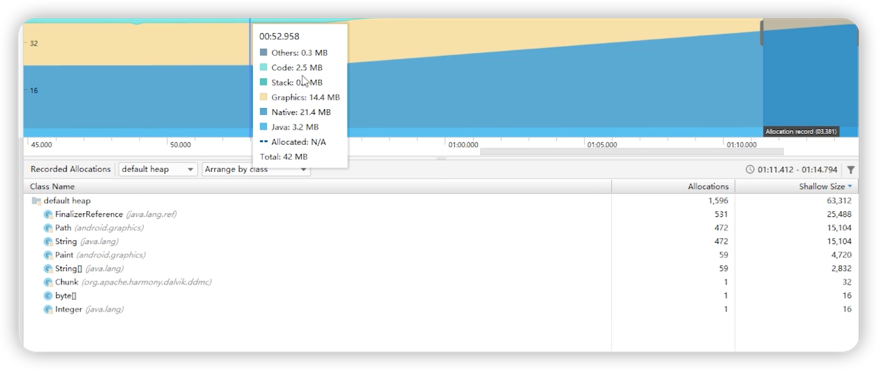 00:52.958
32
Others: 0.3 MB
Code: 2.5 MB
Stack: MB
Graphics: 14.4 MB
16
Native: 21.4 MB
Java: 3.2 MB
Allocated: N/A
Allocation record (03,381)
45.000 50.000 01:00.000 01:05.000 01:10.000
Total: 42 MB
Recorded Allocations default heap Arrange by class 01:11.412 - 01:14.794
Class Name Allocations Shallow Size
default heap 1,596 63,312
FinalizerReference (java.lang.ref) 531 25,488
Path (android.graphics) 472 15,104
String (java.lang) 472 15,104
Paint (android.graphics) 59 4,720
String[] (java.lang) 59 2,832
Chunk (org.apache.harmony.dalvik.ddmc) 1 32
byte[] 1 16
Integer (java.lang) 1 16